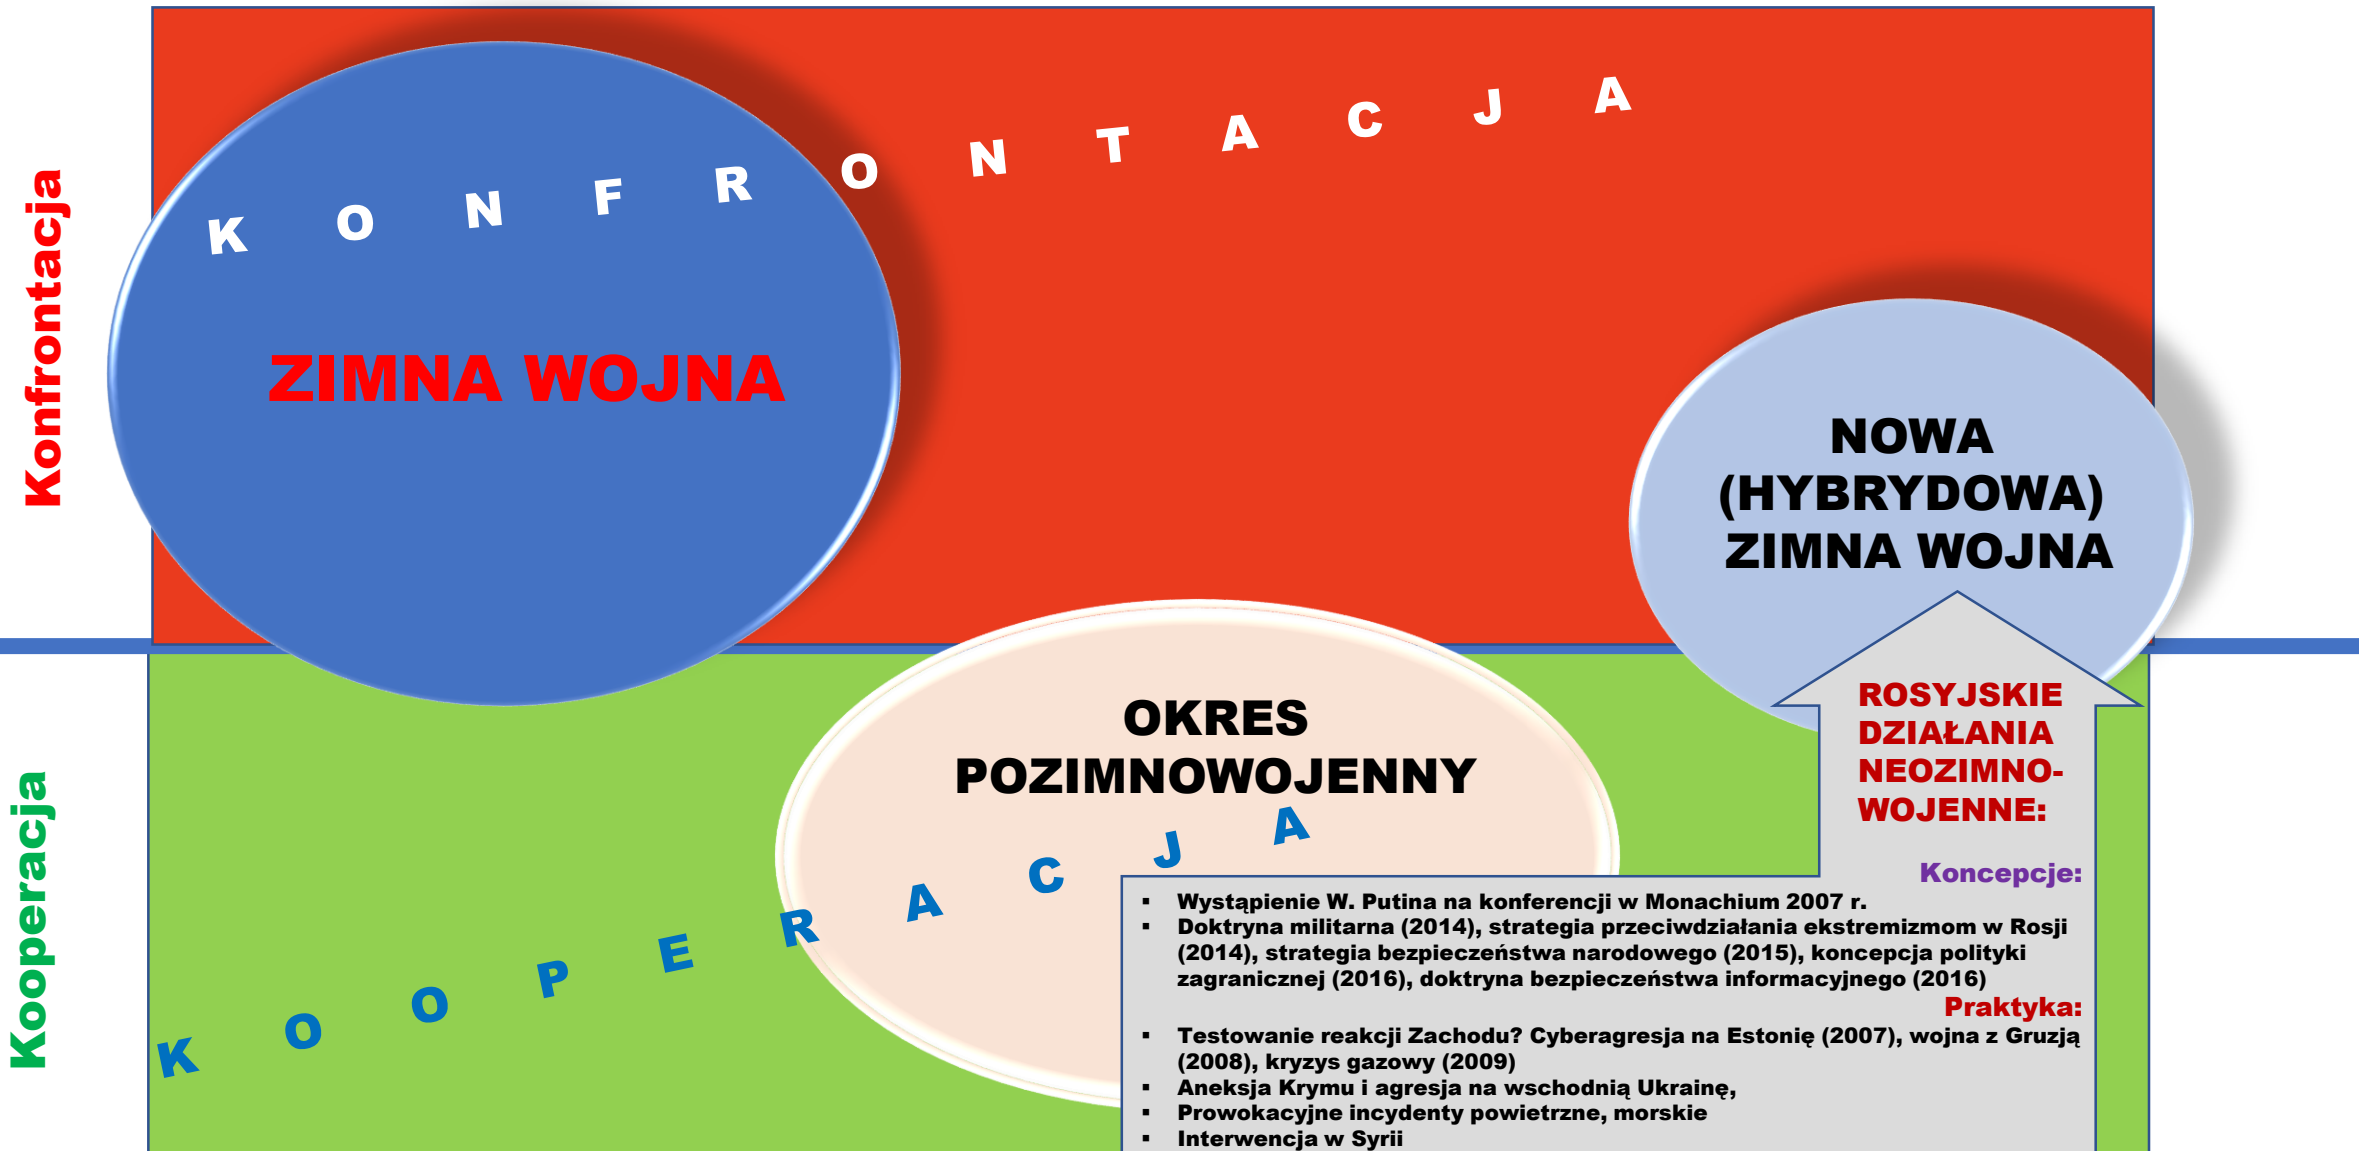 Konfrontacja
K O N F R O N T A C J A
ZIMNA WOJNA
NOWA
(HYBRYDOWA)
ZIMNA WOJNA
Kooperacja
OKRES
POZIMNOWOJENNY
K O O P E R A C J A
ROSYJSKIE
DZIAŁANIA
NEOZIMNO-
WOJENNE:
Koncepcje:
▪ Wystąpienie W. Putina na konferencji w Monachium 2007 r.
▪ Doktryna militarna (2014), strategia przeciwdziałania ekstremizmom w Rosji
(2014), strategia bezpieczeństwa narodowego (2015), koncepcja polityki
zagranicznej (2016), doktryna bezpieczeństwa informacyjnego (2016)
Praktyka:
▪ Testowanie reakcji Zachodu? Cyberagresja na Estonię (2007), wojna z Gruzją
(2008), kryzys gazowy (2009)
▪ Aneksja Krymu i agresja na wschodnią Ukrainę,
▪ Prowokacyjne incydenty powietrzne, morskie
▪ Interwencja w Syrii